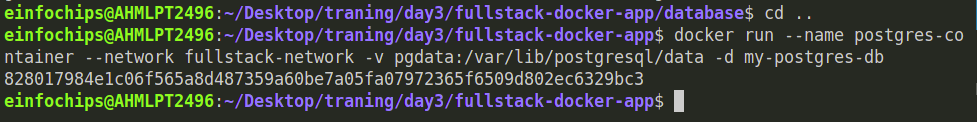 einfochips@AHMLPT2496:~/Desktop/traning/day3/fullstack-docker-app/database$ cd ..
einfochips@AHMLPT2496:~/Desktop/traning/day3/fullstack-docker-app$ docker run --name postgres-co
ntainer --network fullstack-network -v pgdata:/var/lib/postgresql/data -d my-postgres-db
828017984e1c06f565a8d487359a60be7a05fa07972365f6509d802ec6329bc3
einfochips@AHMLPT2496:~/Desktop/traning/day3/fullstack-docker-app$